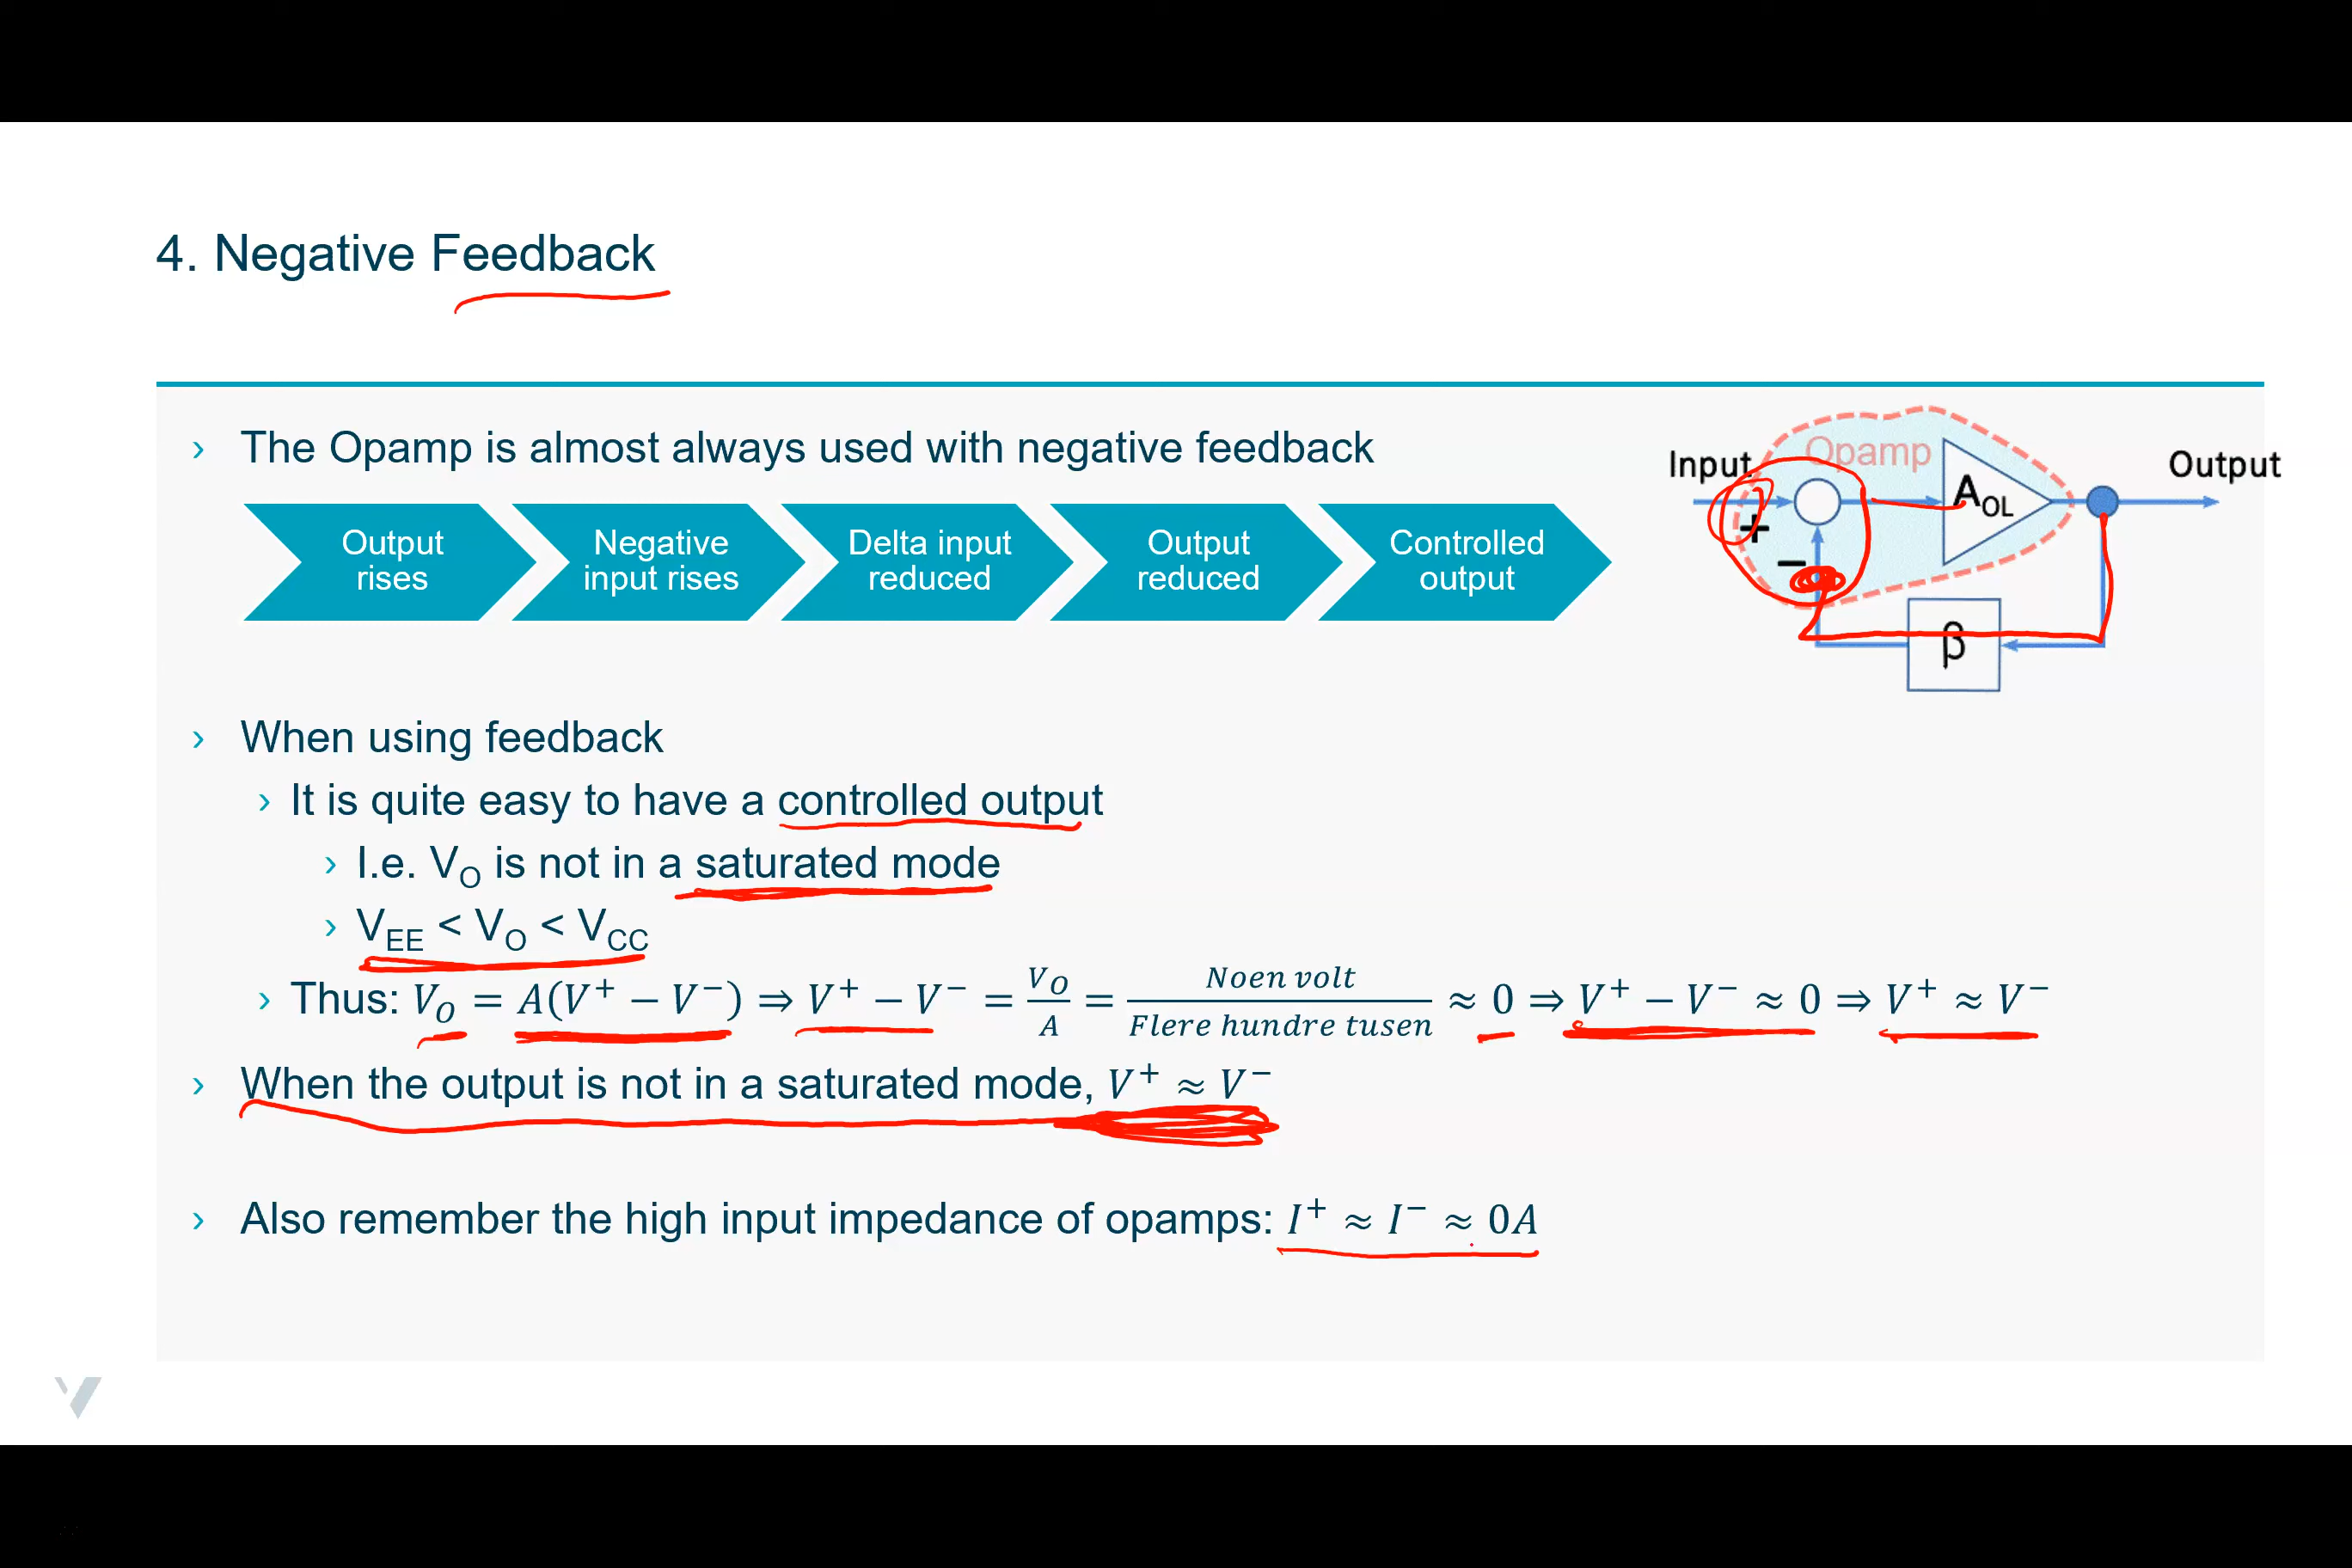 4. Negative Feedback
› The Opamp is almost always used with negative feedback
Output rises
Negative input rises
Delta input reduced
Output reduced
Controlled output
Input
Opamp
Output
+
−
A_OL
β
› When using feedback
› It is quite easy to have a controlled output
› I.e. V_O is not in a saturated mode
› V_EE < V_O < V_CC
› Thus: V_O = A(V⁺ − V⁻) ⇒ V⁺ − V⁻ = V_O/A = Noen volt/Flere hundre tusen ≈ 0 ⇒ V⁺ − V⁻ ≈ 0 ⇒ V⁺ ≈ V⁻
› When the output is not in a saturated mode, V⁺ ≈ V⁻
› Also remember the high input impedance of opamps: I⁺ ≈ I⁻ ≈ 0A